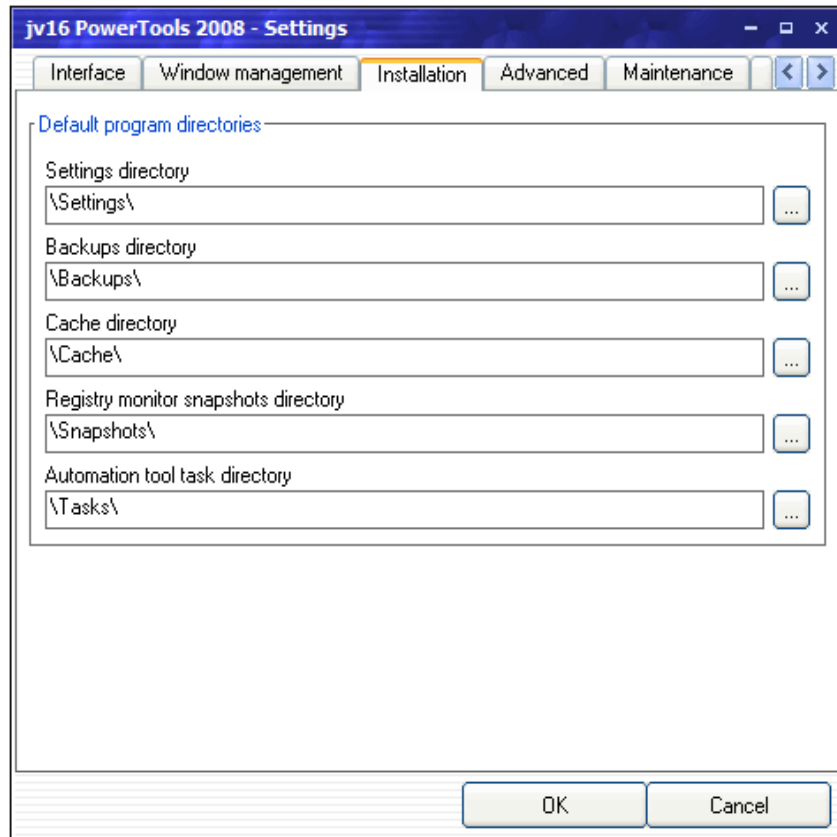 jv16 PowerTools 2008 - Settings
Interface Window management Installation Advanced Maintenance
Default program directories
Settings directory
\Settings\
...
Backups directory
\Backups\
...
Cache directory
\Cache\
...
Registry monitor snapshots directory
\Snapshots\
...
Automation tool task directory
\Tasks\
...
OK Cancel